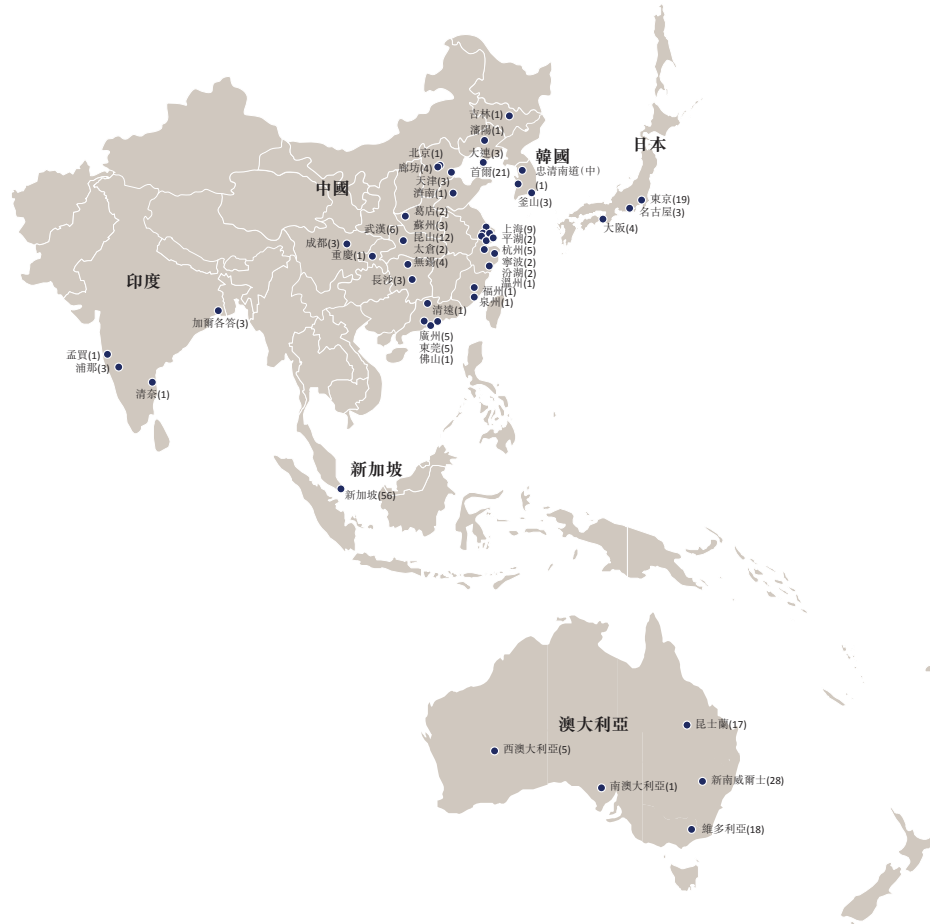 吉林(1)
瀋陽(1)
大連(3)
北京(1)
廊坊(4)
天津(3)
濟南(1)
韓國
首爾(21)
忠清南道(中)
(1)
釜山(3)
日本
東京(19)
名古屋(3)
大阪(4)
中國
葛店(2)
武漢(6)
蘇州(3)
昆山(12)
太倉(2)
無錫(4)
成都(3)
重慶(1)
長沙(3)
上海(9)
平湖(2)
杭州(5)
寧波(2)
汾湖(2)
溫州(1)
福州(1)
泉州(1)
清遠(1)
廣州(5)
東莞(5)
佛山(1)
印度
加爾各答(3)
孟買(1)
浦那(3)
清奈(1)
新加坡
新加坡(56)
澳大利亞
昆士蘭(17)
西澳大利亞(5)
新南威爾士(28)
南澳大利亞(1)
維多利亞(18)